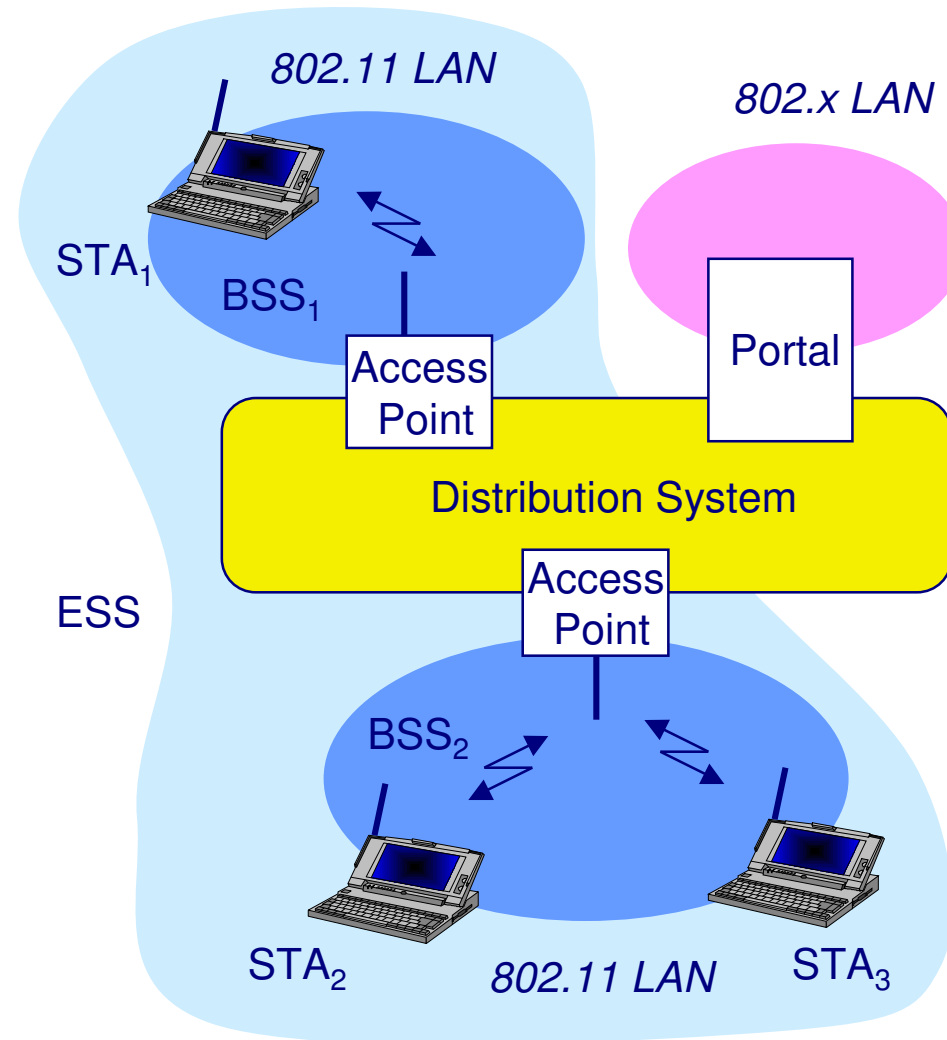 802.11 LAN
802.x LAN
STA₁
BSS₁
Access
Point
Portal
Distribution System
Access
Point
ESS
BSS₂
STA₂
802.11 LAN
STA₃